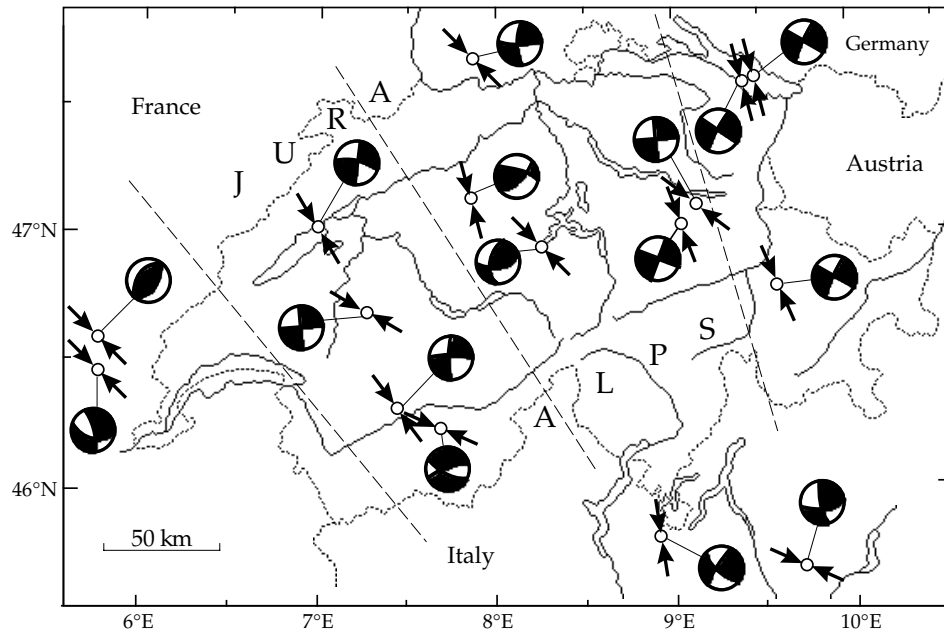 Germany
France
J U R A
Austria
47°N
A L P S
46°N
50 km
Italy
6°E 7°E 8°E 9°E 10°E